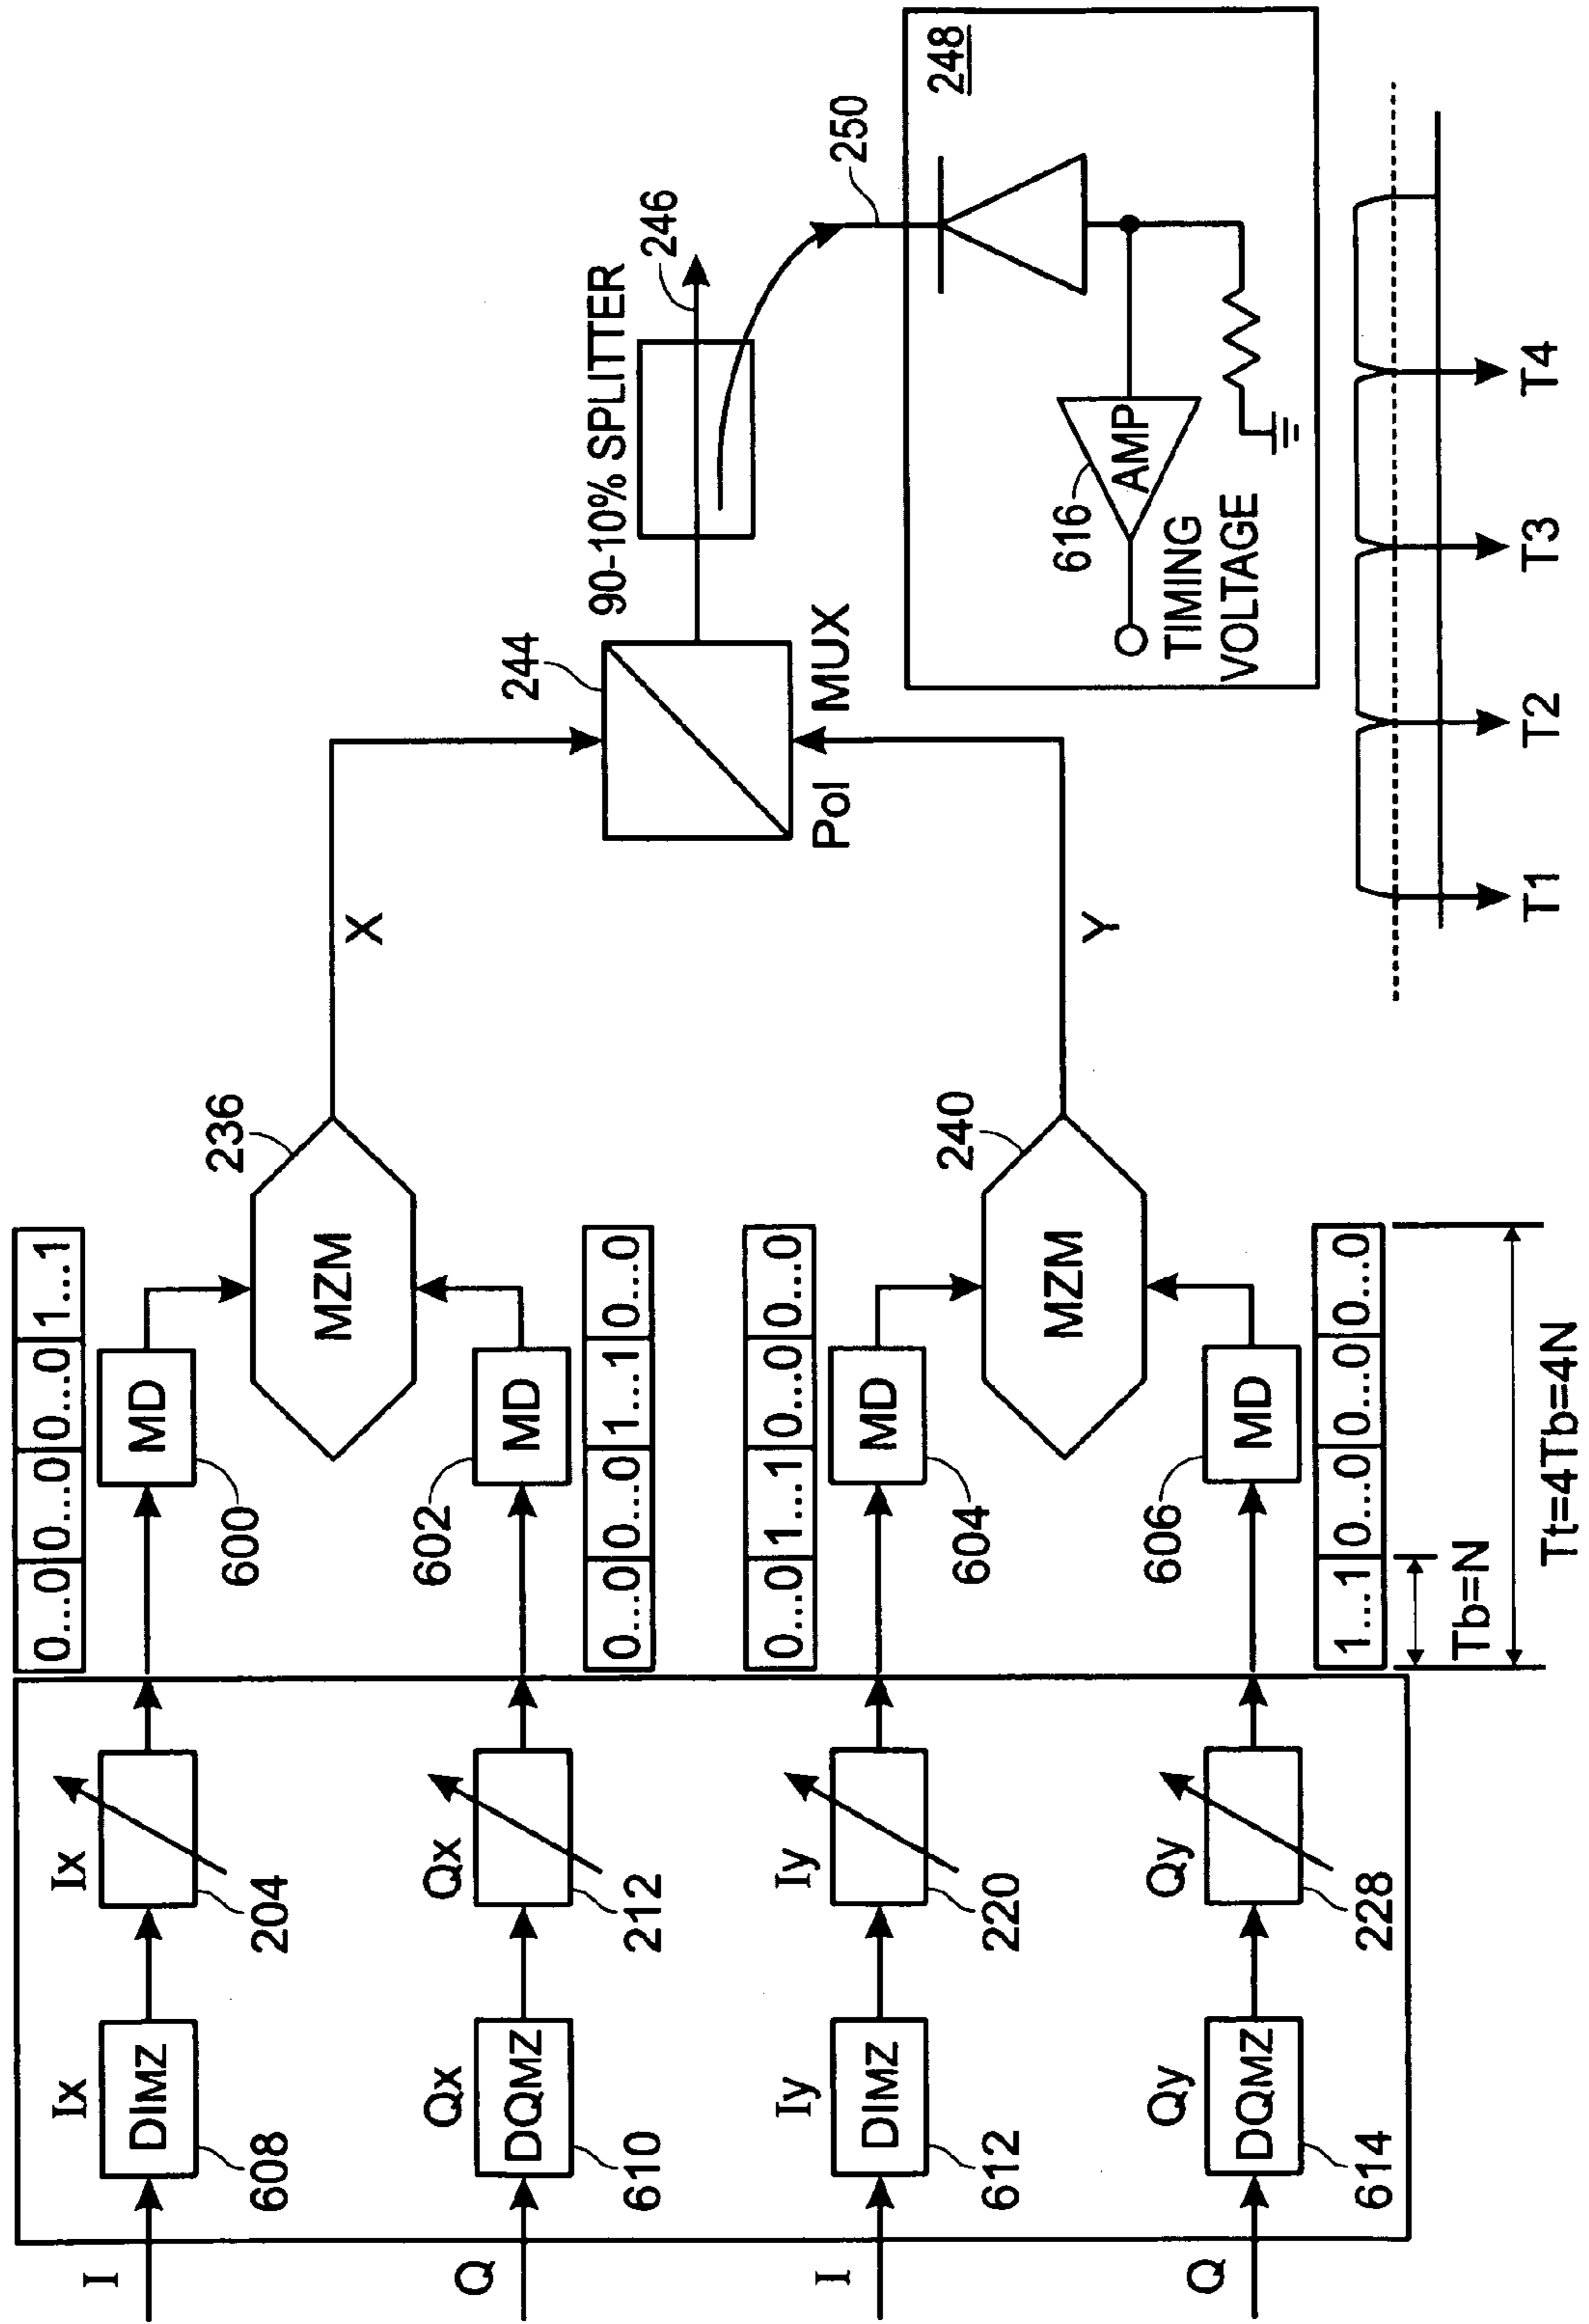 I
Ix
DIMZ
608
Ix
204
0...0 0...0 0...0 1...1
MD
600
Q
Qx
DQMZ
610
Qx
212
MD
602
0...0 0...0 1...1 0...0
MZM
236
X
I
Iy
DIMZ
612
Iy
220
0...0 1...1 0...0 0...0
MD
604
Q
Qy
DQMZ
614
Qy
228
MD
606
1...1 0...0 0...0 0...0
Tb=N
Tt=4Tb=4N
MZM
240
Y
244
Pol MUX
90-10% SPLITTER
246
250
248
616
AMP
TIMING
VOLTAGE
T1
T2
T3
T4